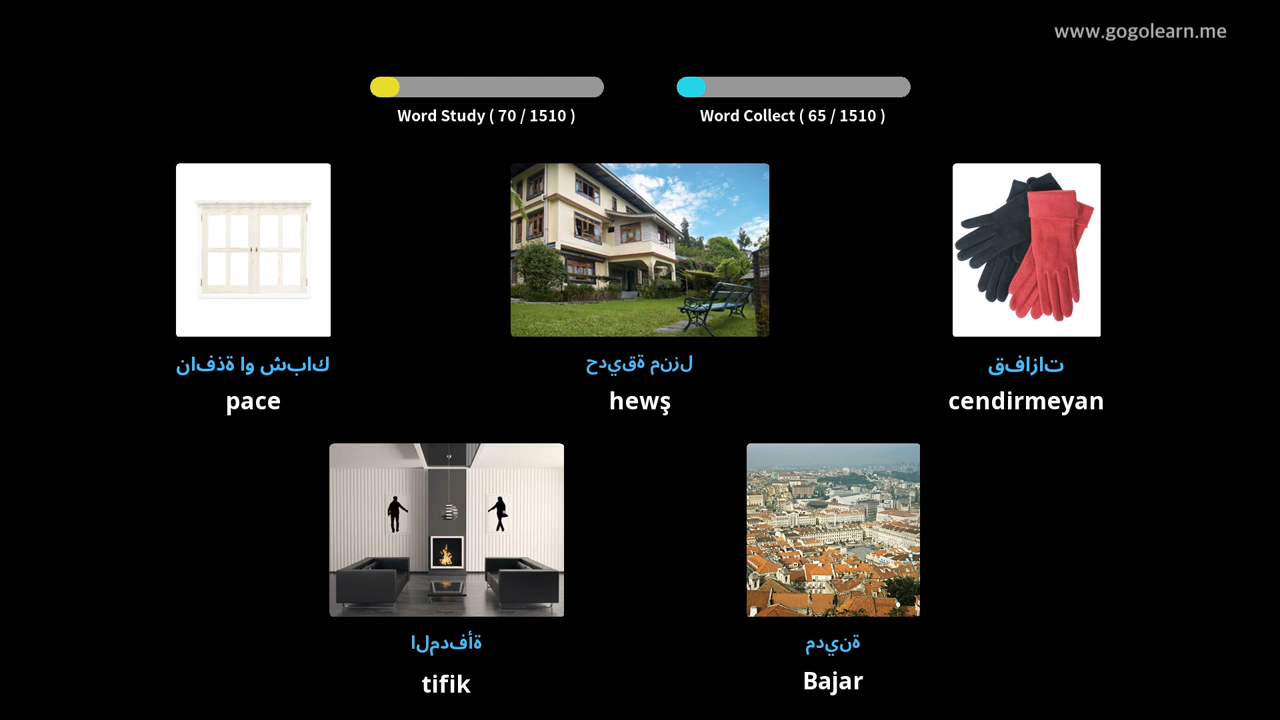 www.gogolearn.me
Word Study ( 70 / 1510 )
Word Collect ( 65 / 1510 )
نافذة او شباك
pace
حديقة منزل
hewş
قفازات
cendirmeyan
المدفأة
tifik
مدينة
Bajar